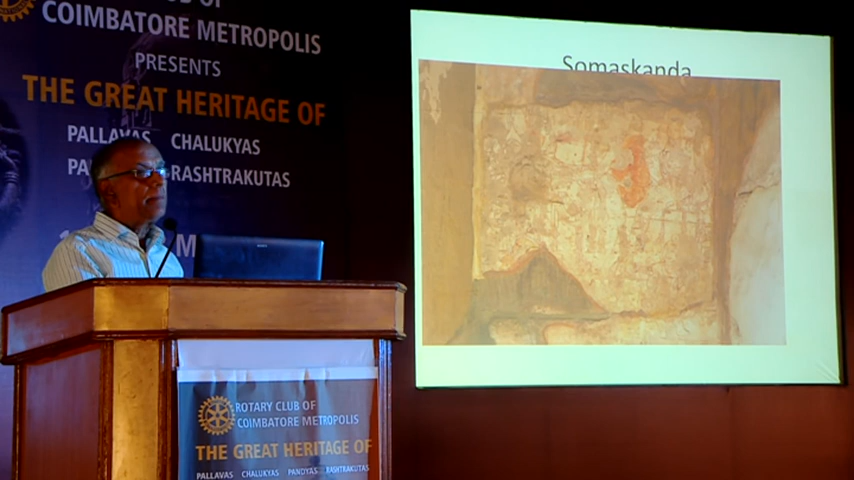 COIMBATORE METROPOLIS
PRESENTS
THE GREAT HERITAGE OF
PALLAVAS CHALUKYAS
RASHTRAKUTAS
Somaskanda
ROTARY CLUB OF
COIMBATORE METROPOLIS
THE GREAT HERITAGE OF
PALLAVAS CHALUKYAS PANDYAS RASHTRAKUTAS